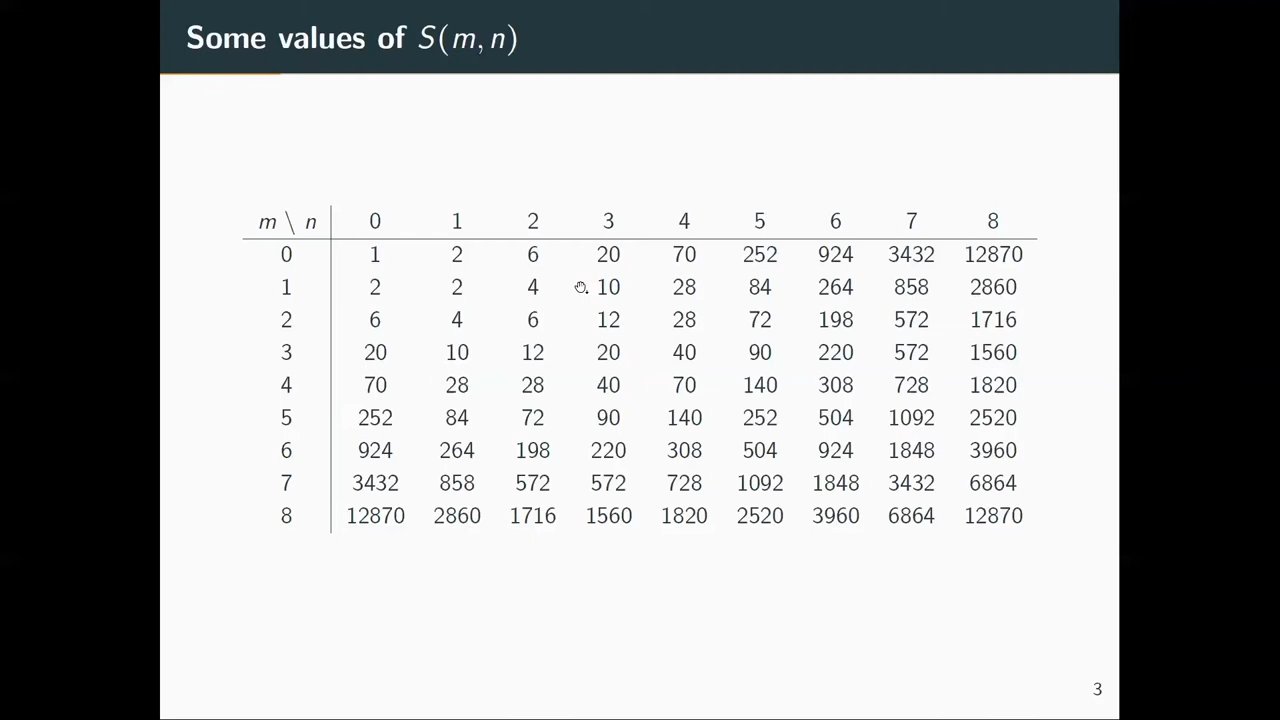 Some values of S(m, n)
m \ n 0 1 2 3 4 5 6 7 8
0 1 2 6 20 70 252 924 3432 12870
1 2 2 4 10 28 84 264 858 2860
2 6 4 6 12 28 72 198 572 1716
3 20 10 12 20 40 90 220 572 1560
4 70 28 28 40 70 140 308 728 1820
5 252 84 72 90 140 252 504 1092 2520
6 924 264 198 220 308 504 924 1848 3960
7 3432 858 572 572 728 1092 1848 3432 6864
8 12870 2860 1716 1560 1820 2520 3960 6864 12870
3